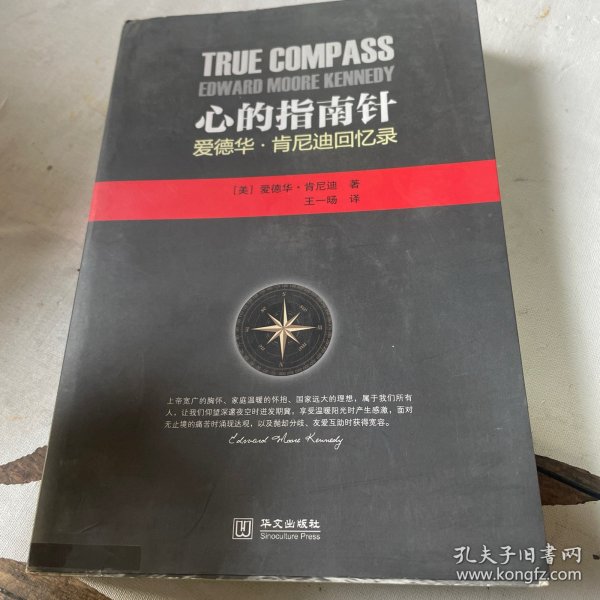 TRUE COMPASS
EDWARD MOORE KENNEDY
心的指南针
爱德华·肯尼迪回忆录
[美] 爱德华·肯尼迪 著
王一旸 译
上帝宽广的胸怀、家庭温暖的怀抱、国家远大的理想，属于我们所有
人，让我们仰望深邃夜空时迸发期冀，享受温暖阳光时产生感激，面对
无止境的痛苦时涌现达观，以及抛却分歧、友爱互助时获得宽容。
Edward Moore Kennedy
华文出版社
Sinoculture Press
孔夫子旧书网
www.kongfz.com